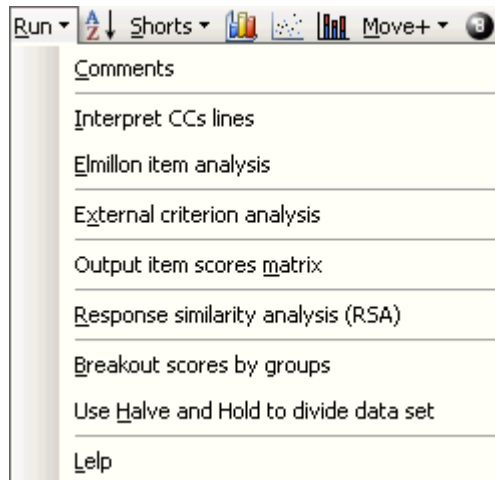 Run Shorts Move+
Comments
Interpret CCs lines
Elmillon item analysis
External criterion analysis
Output item scores matrix
Response similarity analysis (RSA)
Breakout scores by groups
Use Halve and Hold to divide data set
Lelp